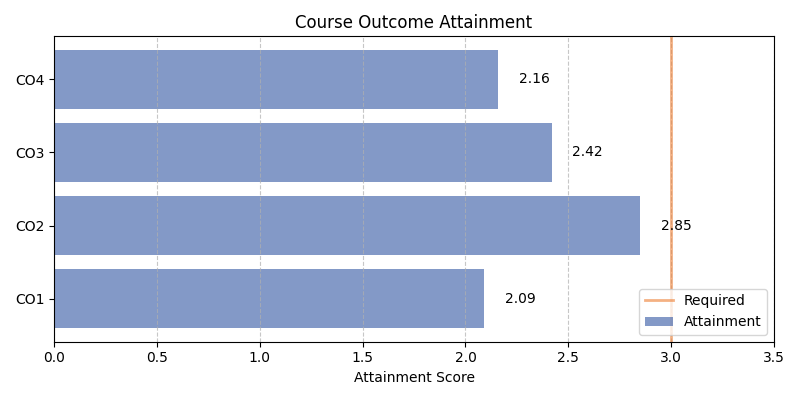 Course Outcome Attainment
CO4
2.16
CO3
2.42
CO2
2.85
CO1
2.09
Required
Attainment
0.0 0.5 1.0 1.5 2.0 2.5 3.0 3.5
Attainment Score